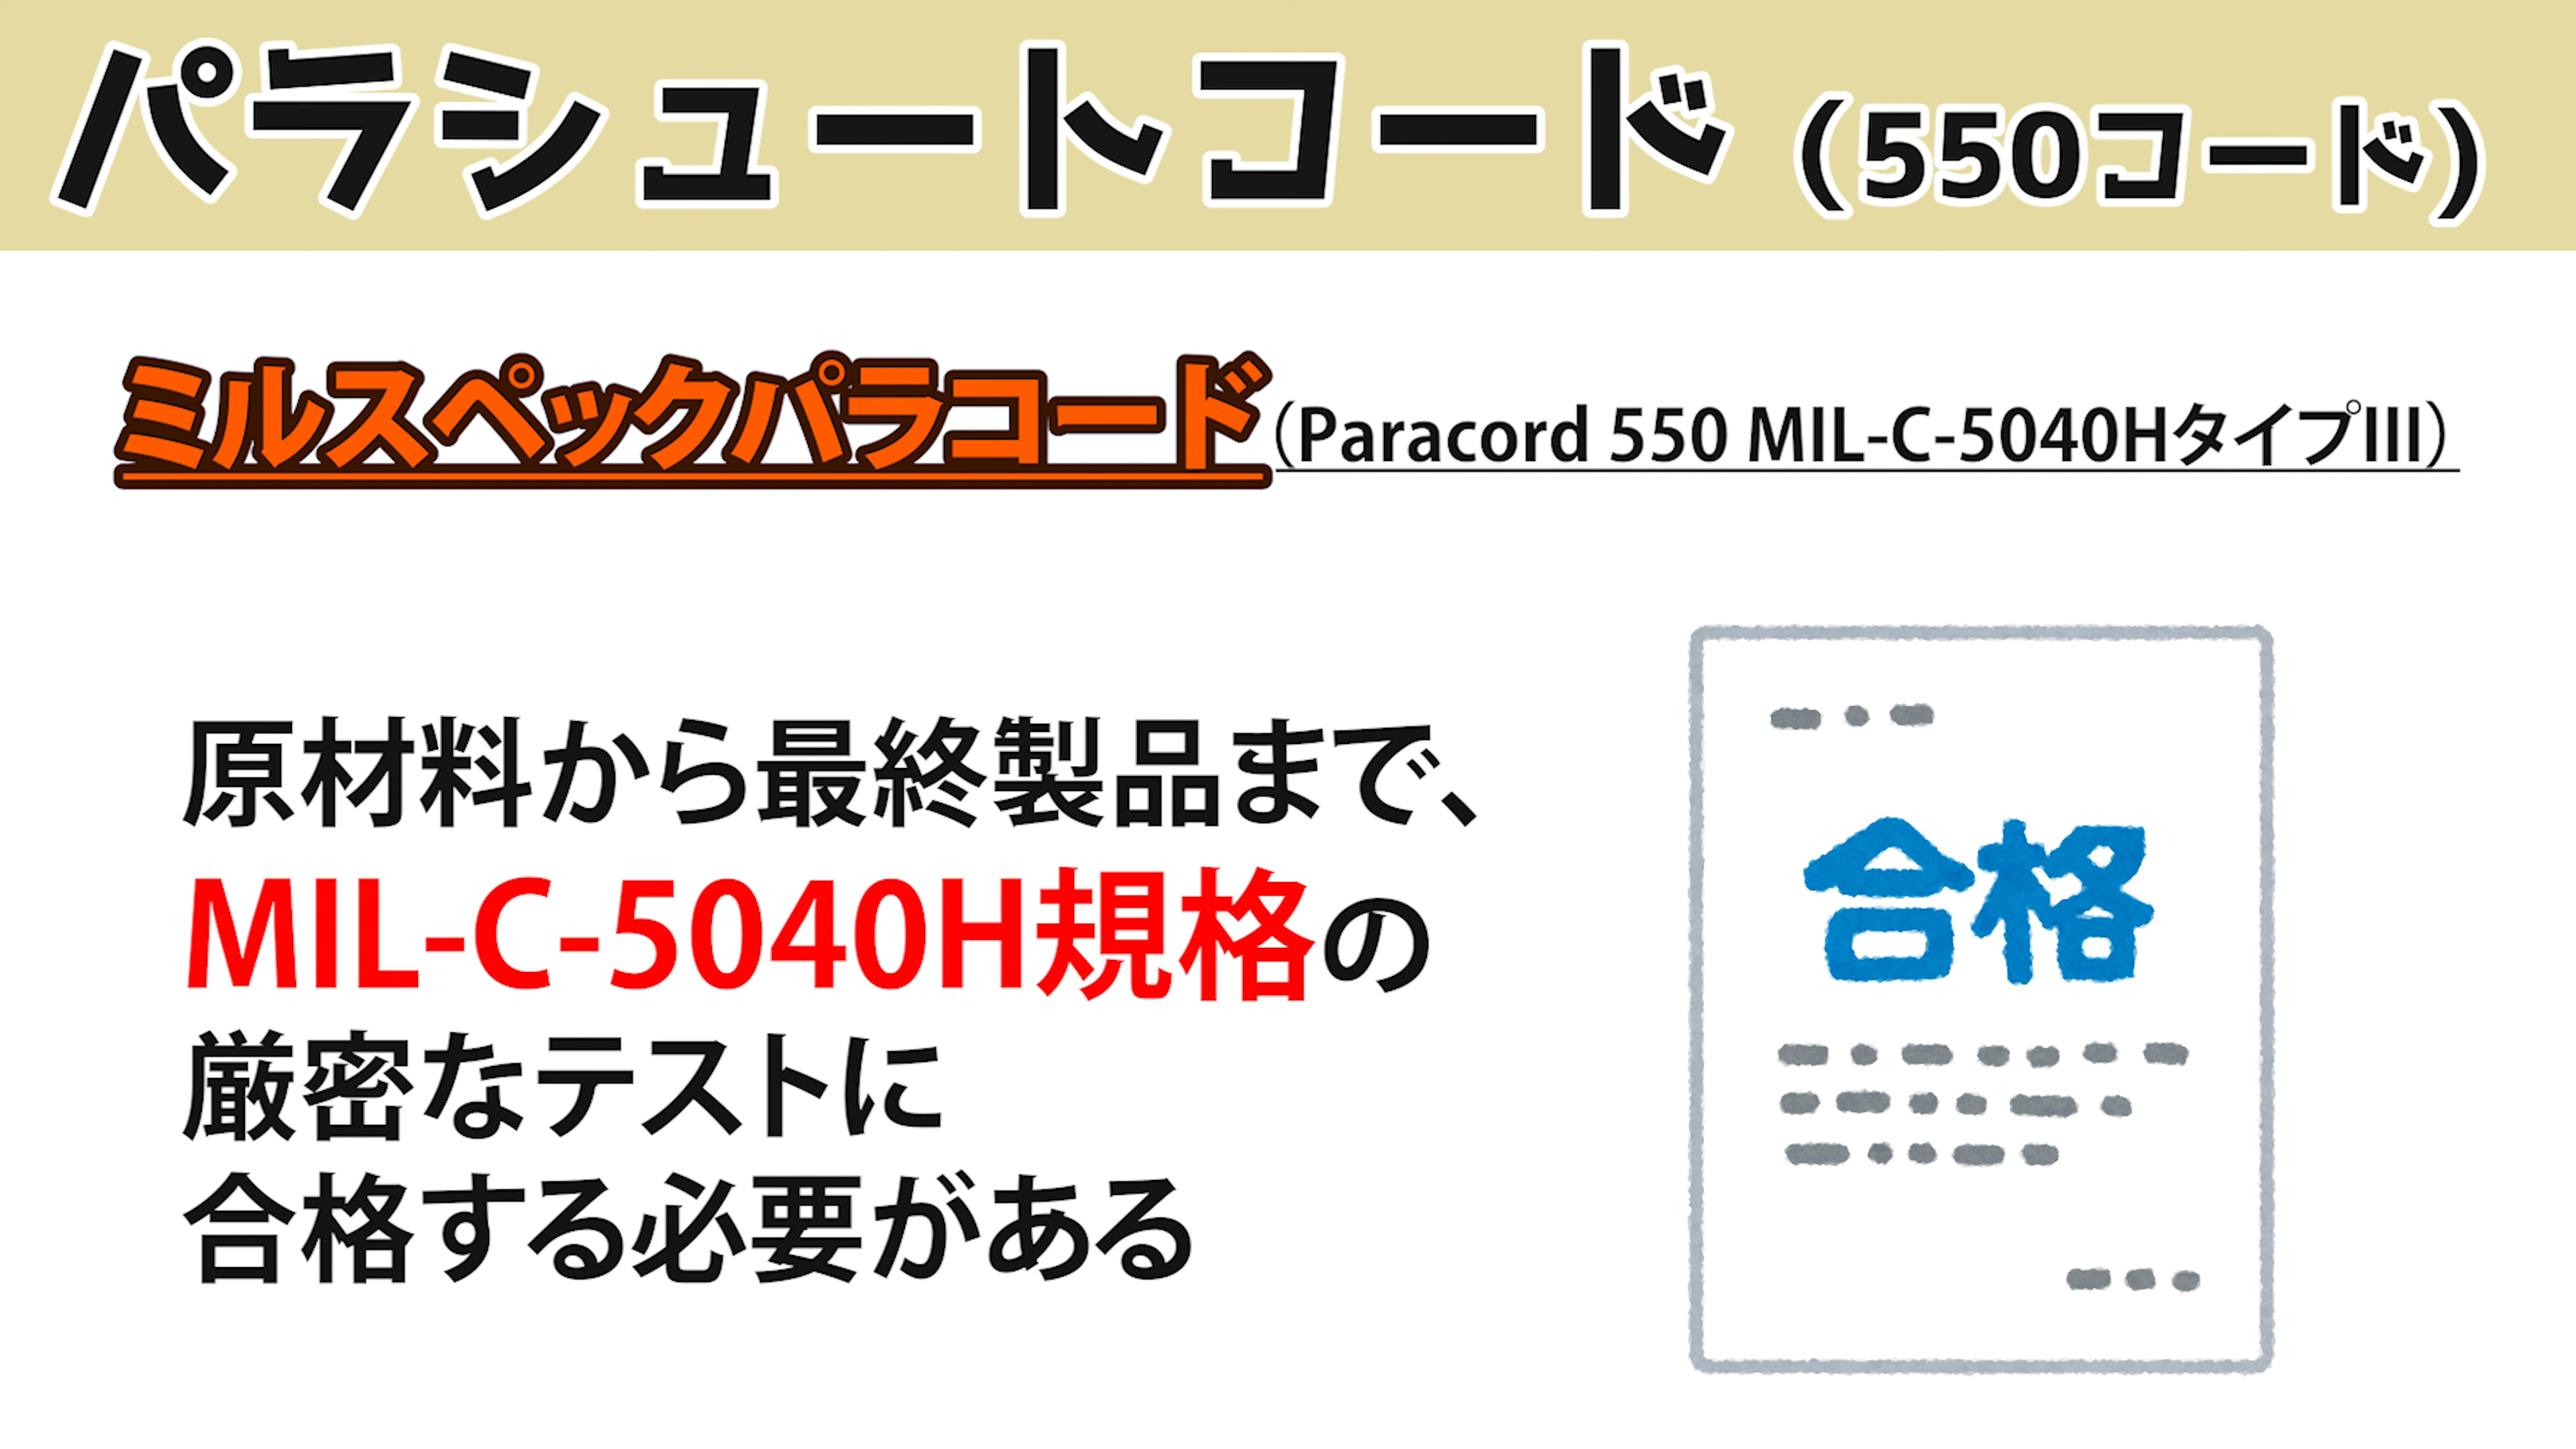 パラシュートコード（550コード）
ミルスペックパラコード（Paracord 550 MIL-C-5040HタイプIII）
原材料から最終製品まで、
MIL-C-5040H規格の
厳密なテストに
合格する必要がある
合格